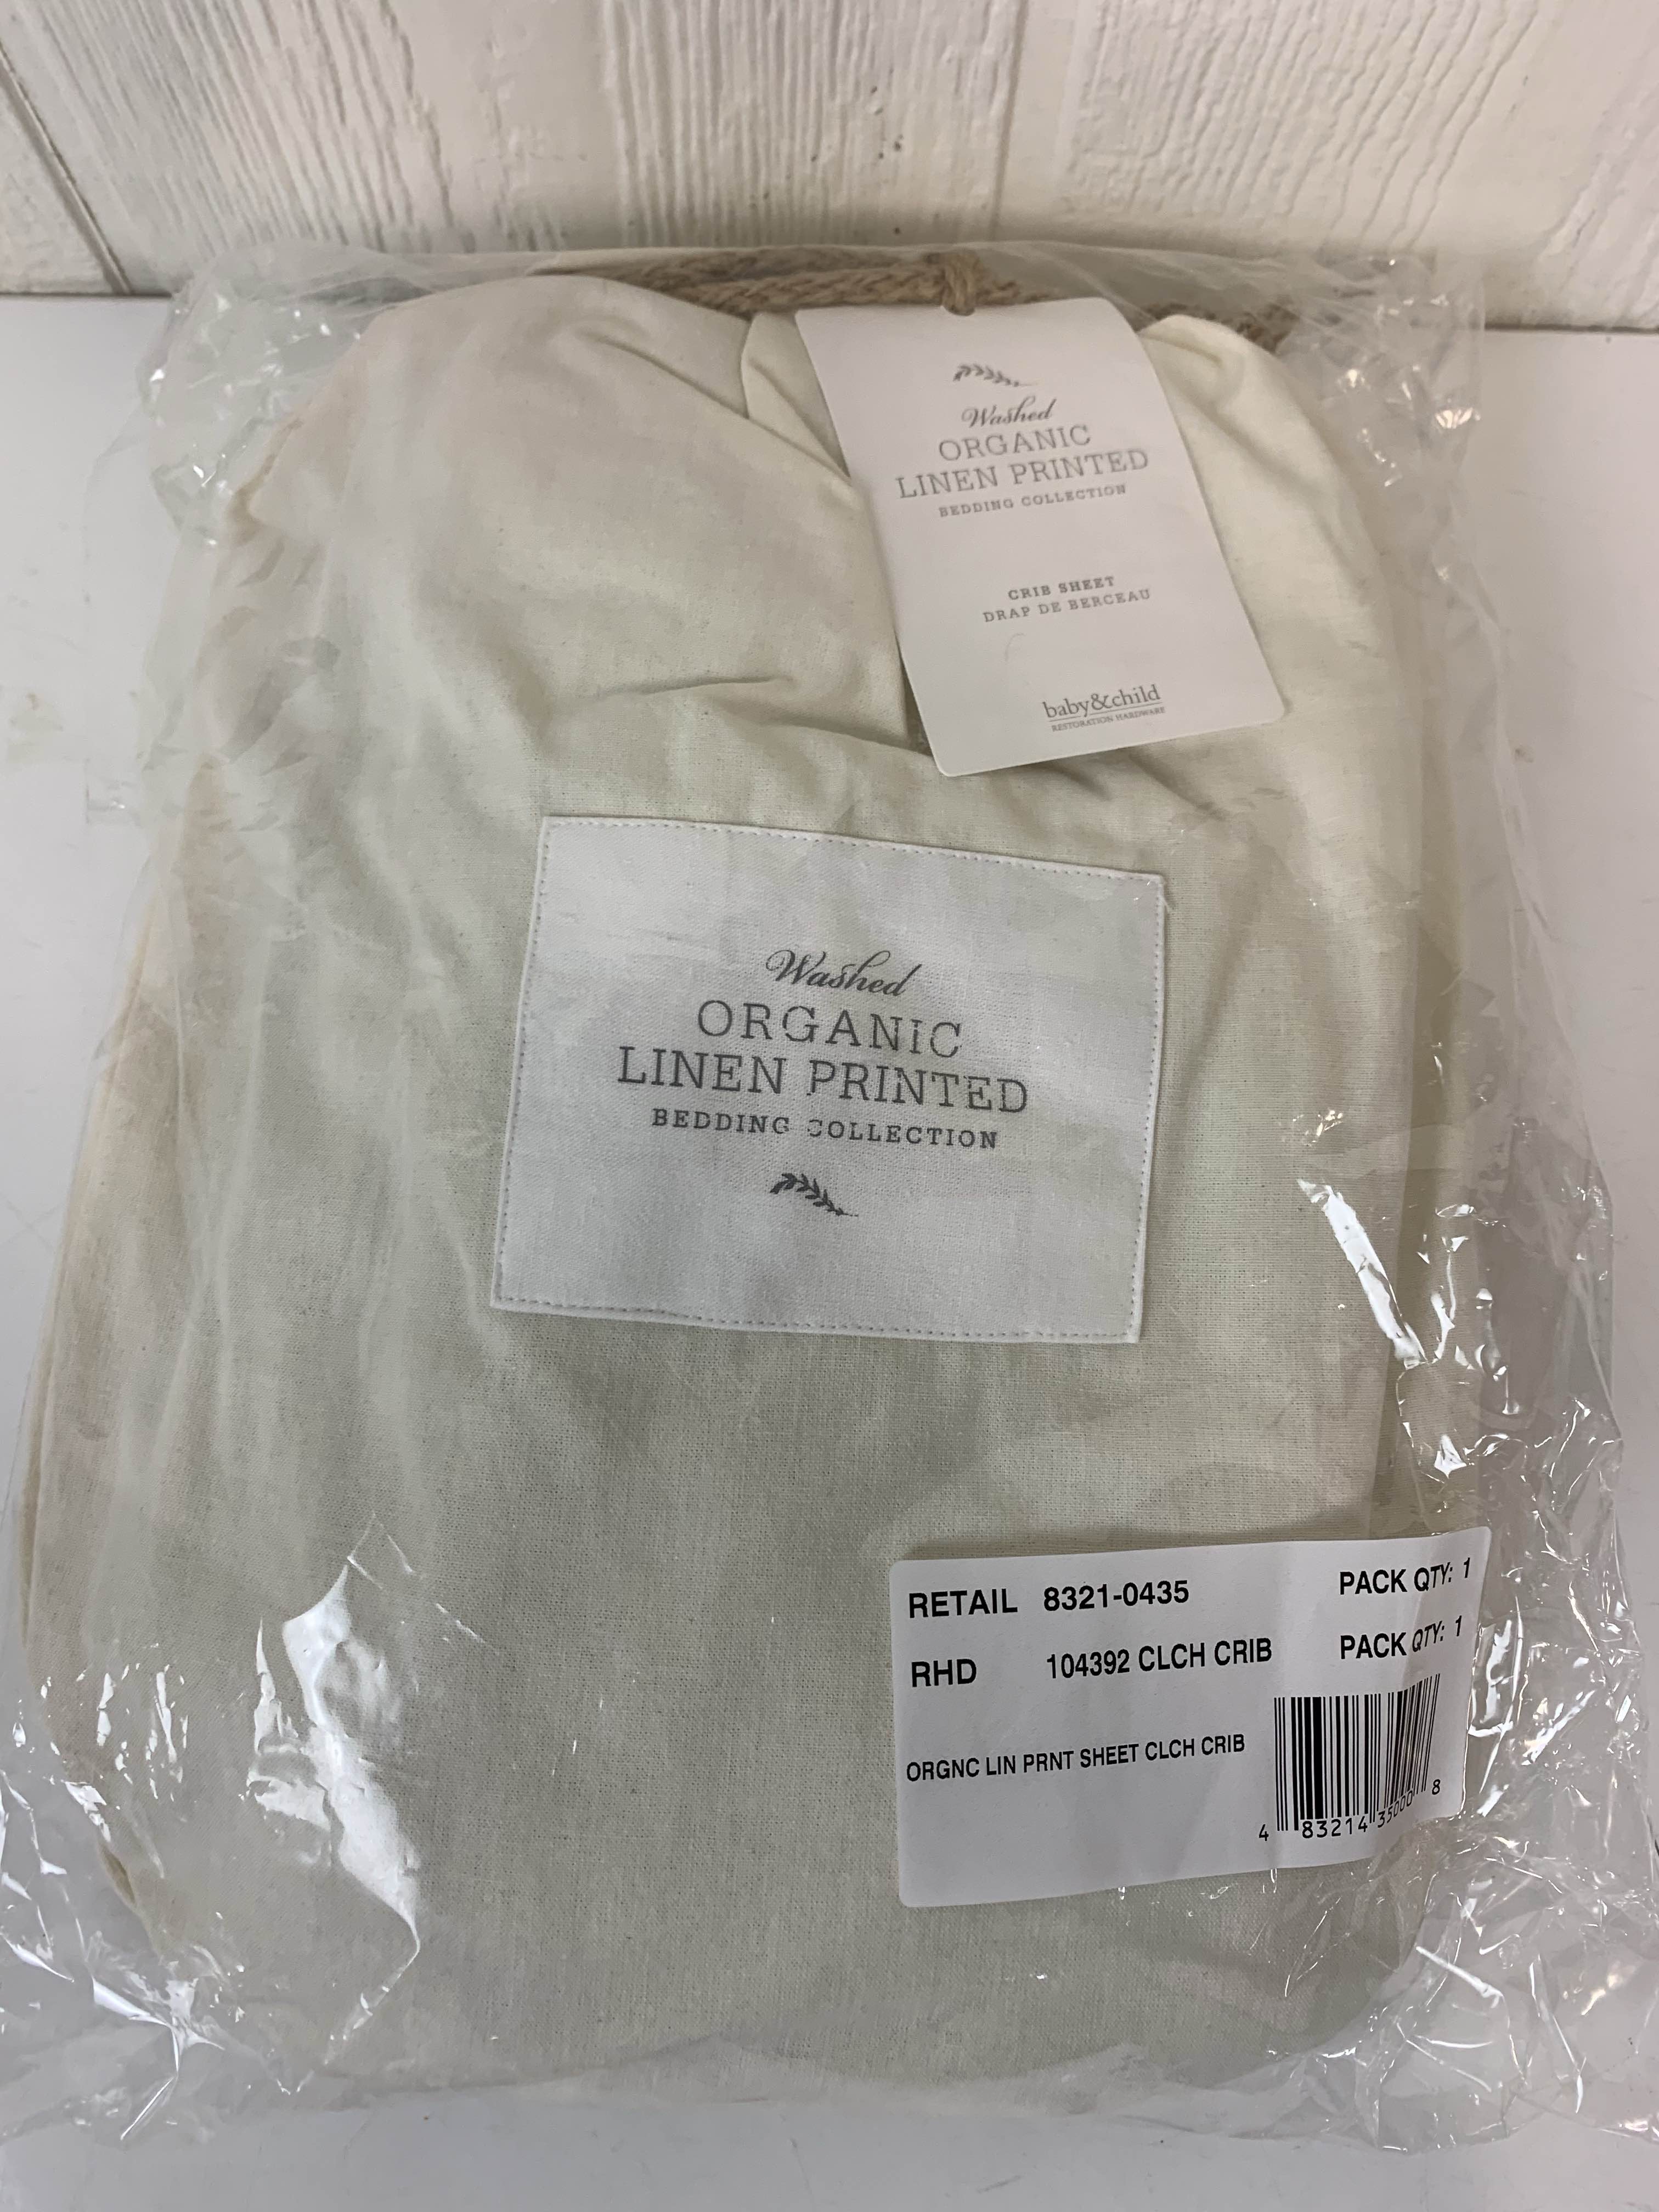 Washed
ORGANIC
LINEN PRINTED
BEDDING COLLECTION
CRIB SHEET
DRAP DE BERCEAU
baby&child
RESTORATION HARDWARE
Washed
ORGANIC
LINEN PRINTED
BEDDING COLLECTION
RETAIL 8321-0435 PACK QTY: 1
RHD 104392 CLCH CRIB PACK QTY: 1
ORGNC LIN PRNT SHEET CLCH CRIB
4 83214 35000 8